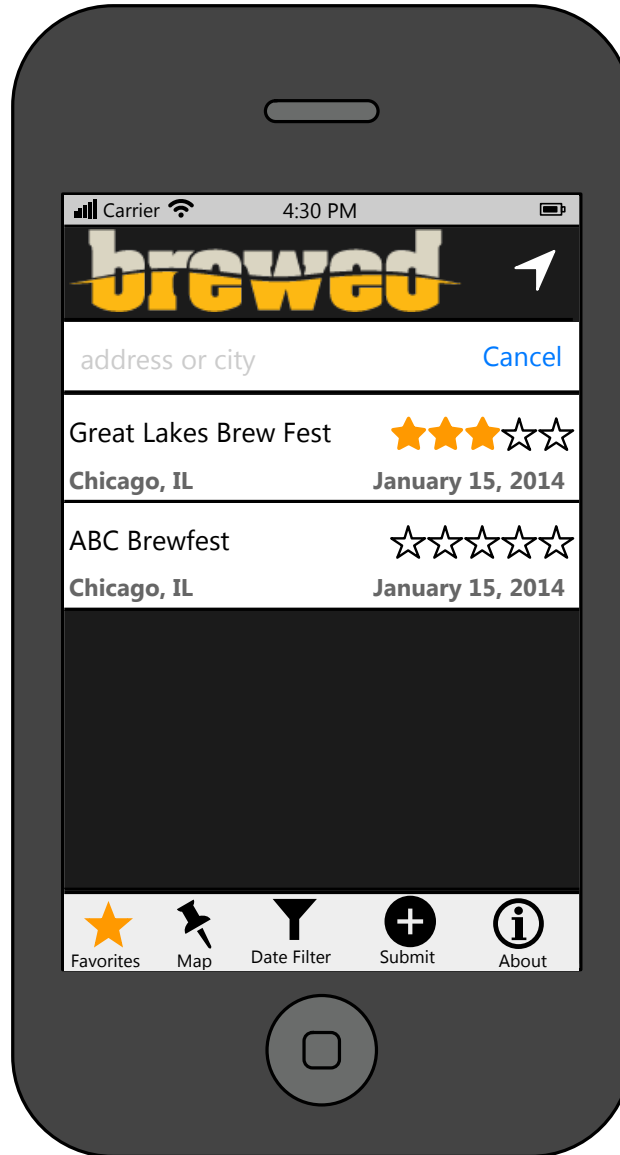 Carrier 4:30 PM
brewed
address or city Cancel
Great Lakes Brew Fest
Chicago, IL January 15, 2014
ABC Brewfest
Chicago, IL January 15, 2014
Favorites Map Date Filter Submit About